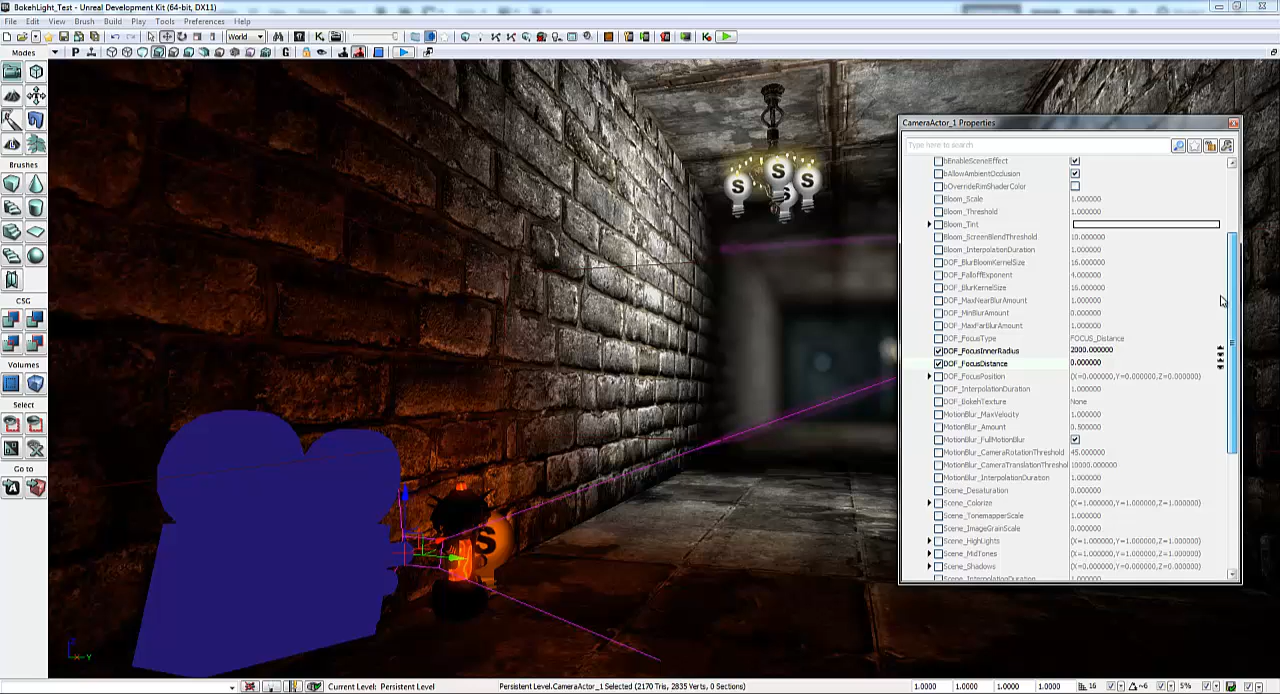 BokehLight_Test - Unreal Development Kit (64-bit, DX11)
File Edit View Brush Build Play Tools Preferences Help
World
Modes
P
G
Brushes
CSG
Volumes
Select
Go to
S S S S
S
CameraActor_1 Properties
Type here to search
bEnableSceneEffect
bAllowAmbientOcclusion
bOverrideRimShaderColor
Bloom_Scale 1.000000
Bloom_Threshold 1.000000
Bloom_Tint
Bloom_ScreenBlendThreshold 10.000000
Bloom_InterpolationDuration 1.000000
DOF_BlurBloomKernelSize 16.000000
DOF_FalloffExponent 4.000000
DOF_BlurKernelSize 16.000000
DOF_MaxNearBlurAmount 1.000000
DOF_MinBlurAmount 0.000000
DOF_MaxFarBlurAmount 1.000000
DOF_FocusType FOCUS_Distance
DOF_FocusInnerRadius 2000.000000
DOF_FocusDistance 0.000000
DOF_FocusPosition (X=0.000000,Y=0.000000,Z=0.000000)
DOF_InterpolationDuration 1.000000
DOF_BokehTexture None
MotionBlur_MaxVelocity 1.000000
MotionBlur_Amount 0.500000
MotionBlur_FullMotionBlur
MotionBlur_CameraRotationThreshold 45.000000
MotionBlur_CameraTranslationThreshol 10000.000000
MotionBlur_InterpolationDuration 1.000000
Scene_Desaturation 0.000000
Scene_Colorize (X=1.000000,Y=1.000000,Z=1.000000)
Scene_TonemapperScale 1.000000
Scene_ImageGrainScale 0.000000
Scene_HighLights (X=1.000000,Y=1.000000,Z=1.000000)
Scene_MidTones (X=1.000000,Y=1.000000,Z=1.000000)
Scene_Shadows (X=0.000000,Y=0.000000,Z=0.000000)
Scene_InterpolationDuration 1.000000
Y
Current Level: Persistent Level
Persistent Level.CameraActor_1 Selected (2170 Tris, 2835 Verts, 0 Sections)
1.0000 1.0000 1.0000 1.0000 16 ~6 5%